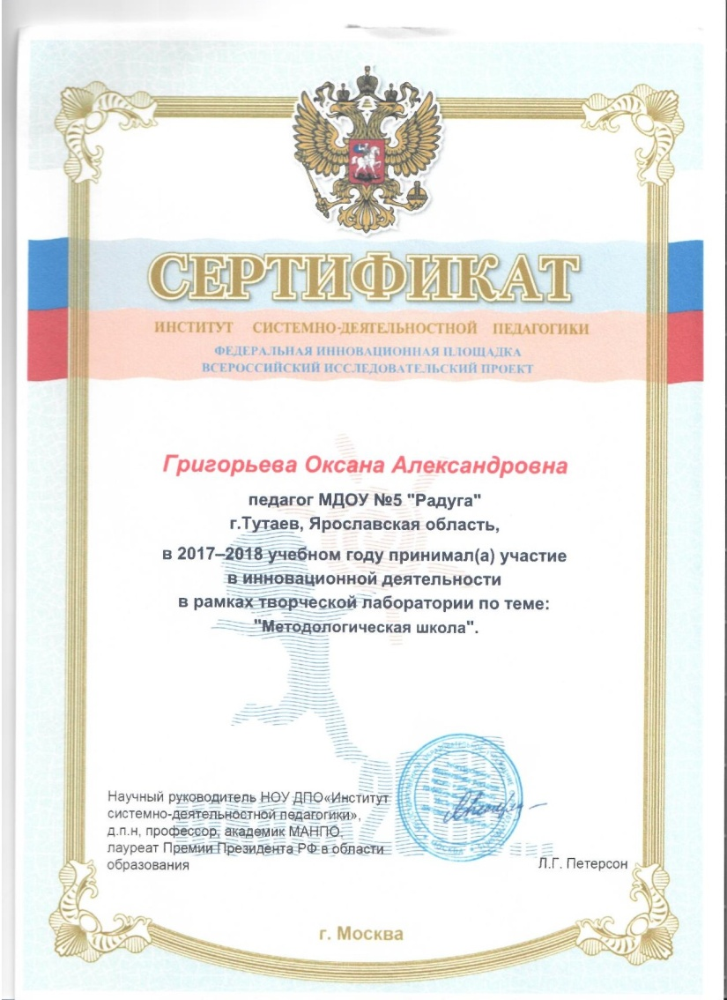 СЕРТИФИКАТ
ИНСТИТУТ СИСТЕМНО-ДЕЯТЕЛЬНОСТНОЙ ПЕДАГОГИКИ
ФЕДЕРАЛЬНАЯ ИННОВАЦИОННАЯ ПЛОЩАДКА
ВСЕРОССИЙСКИЙ ИССЛЕДОВАТЕЛЬСКИЙ ПРОЕКТ
Григорьева Оксана Александровна
педагог МДОУ №5 "Радуга"
г.Тутаев, Ярославская область,
в 2017–2018 учебном году принимал(а) участие
в инновационной деятельности
в рамках творческой лаборатории по теме:
"Методологическая школа".
Научный руководитель НОУ ДПО«Институт
системно-деятельностной педагогики»,
д.п.н, профессор, академик МАНПО,
лауреат Премии Президента РФ в области
образования
Л.Г. Петерсон
г. Москва